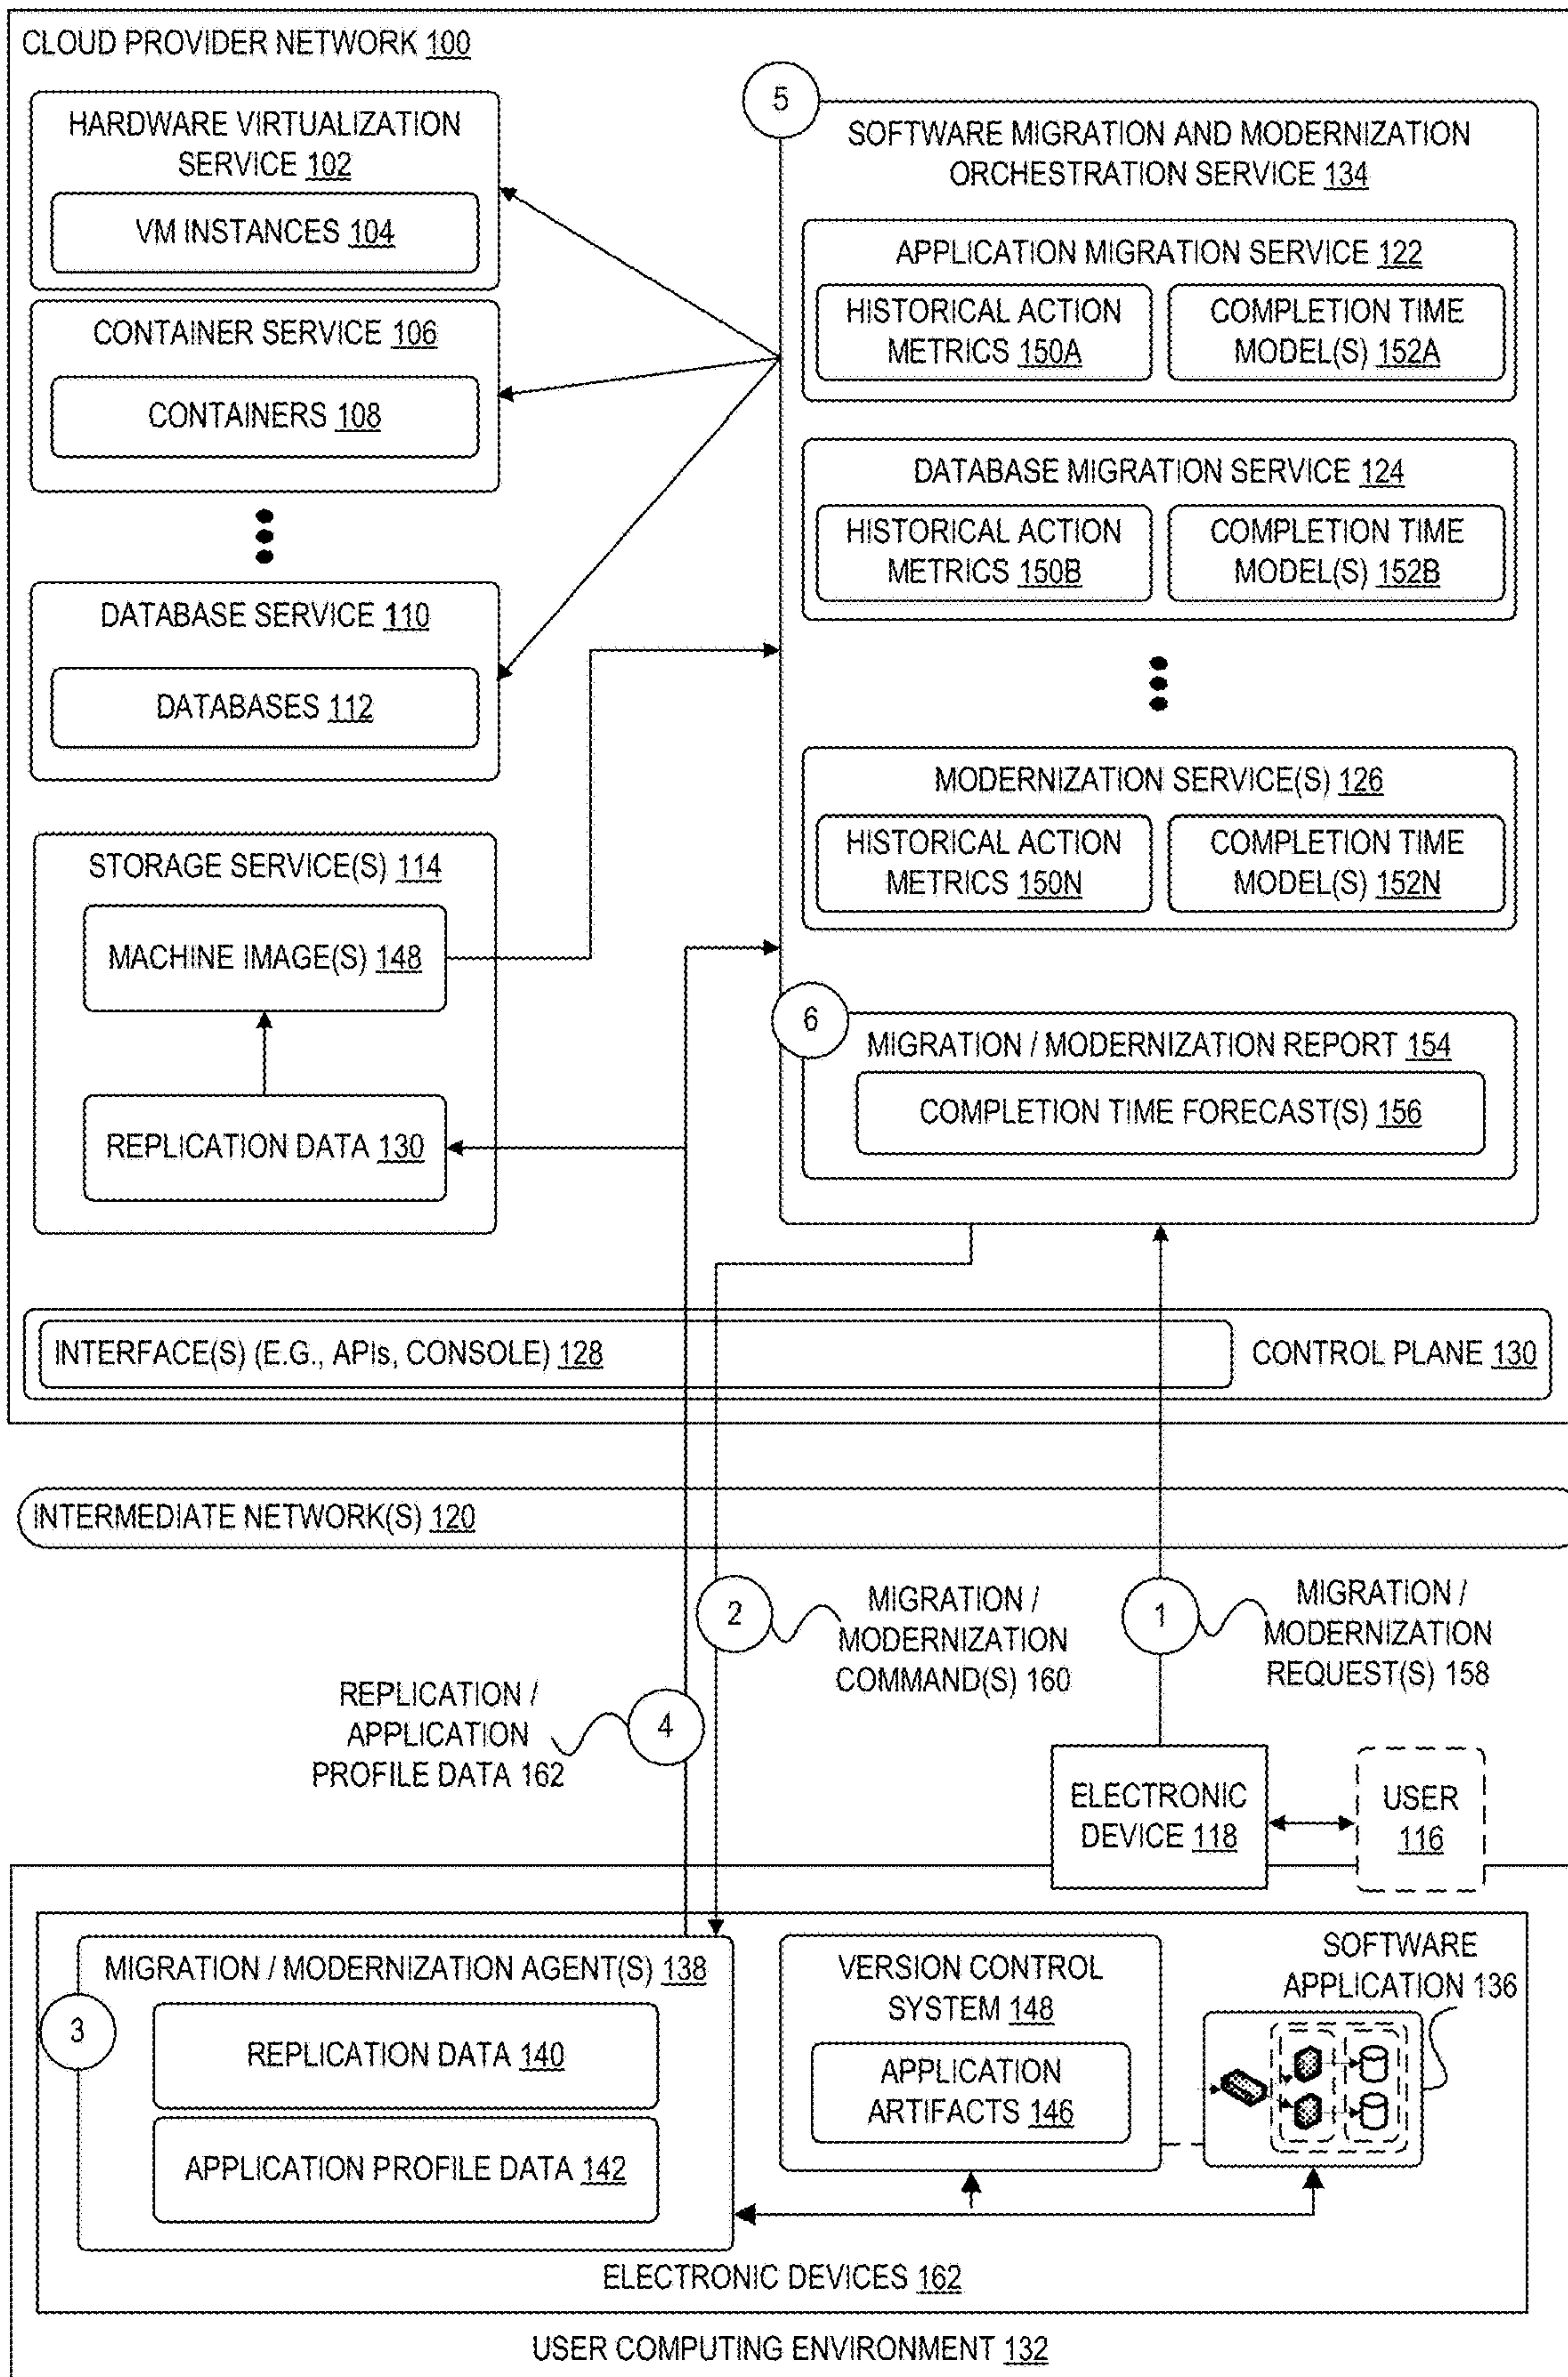 CLOUD PROVIDER NETWORK 100
HARDWARE VIRTUALIZATION
SERVICE 102
VM INSTANCES 104
CONTAINER SERVICE 106
CONTAINERS 108
DATABASE SERVICE 110
DATABASES 112
STORAGE SERVICE(S) 114
MACHINE IMAGE(S) 148
REPLICATION DATA 130
5
SOFTWARE MIGRATION AND MODERNIZATION
ORCHESTRATION SERVICE 134
APPLICATION MIGRATION SERVICE 122
HISTORICAL ACTION
METRICS 150A
COMPLETION TIME
MODEL(S) 152A
DATABASE MIGRATION SERVICE 124
HISTORICAL ACTION
METRICS 150B
COMPLETION TIME
MODEL(S) 152B
MODERNIZATION SERVICE(S) 126
HISTORICAL ACTION
METRICS 150N
COMPLETION TIME
MODEL(S) 152N
6
MIGRATION / MODERNIZATION REPORT 154
COMPLETION TIME FORECAST(S) 156
INTERFACE(S) (E.G., APIs, CONSOLE) 128
CONTROL PLANE 130
INTERMEDIATE NETWORK(S) 120
2
MIGRATION /
MODERNIZATION
COMMAND(S) 160
1
MIGRATION /
MODERNIZATION
REQUEST(S) 158
REPLICATION /
APPLICATION
PROFILE DATA 162
4
ELECTRONIC
DEVICE 118
USER
116
MIGRATION / MODERNIZATION AGENT(S) 138
3
REPLICATION DATA 140
APPLICATION PROFILE DATA 142
VERSION CONTROL
SYSTEM 148
APPLICATION
ARTIFACTS 146
SOFTWARE
APPLICATION 136
ELECTRONIC DEVICES 162
USER COMPUTING ENVIRONMENT 132